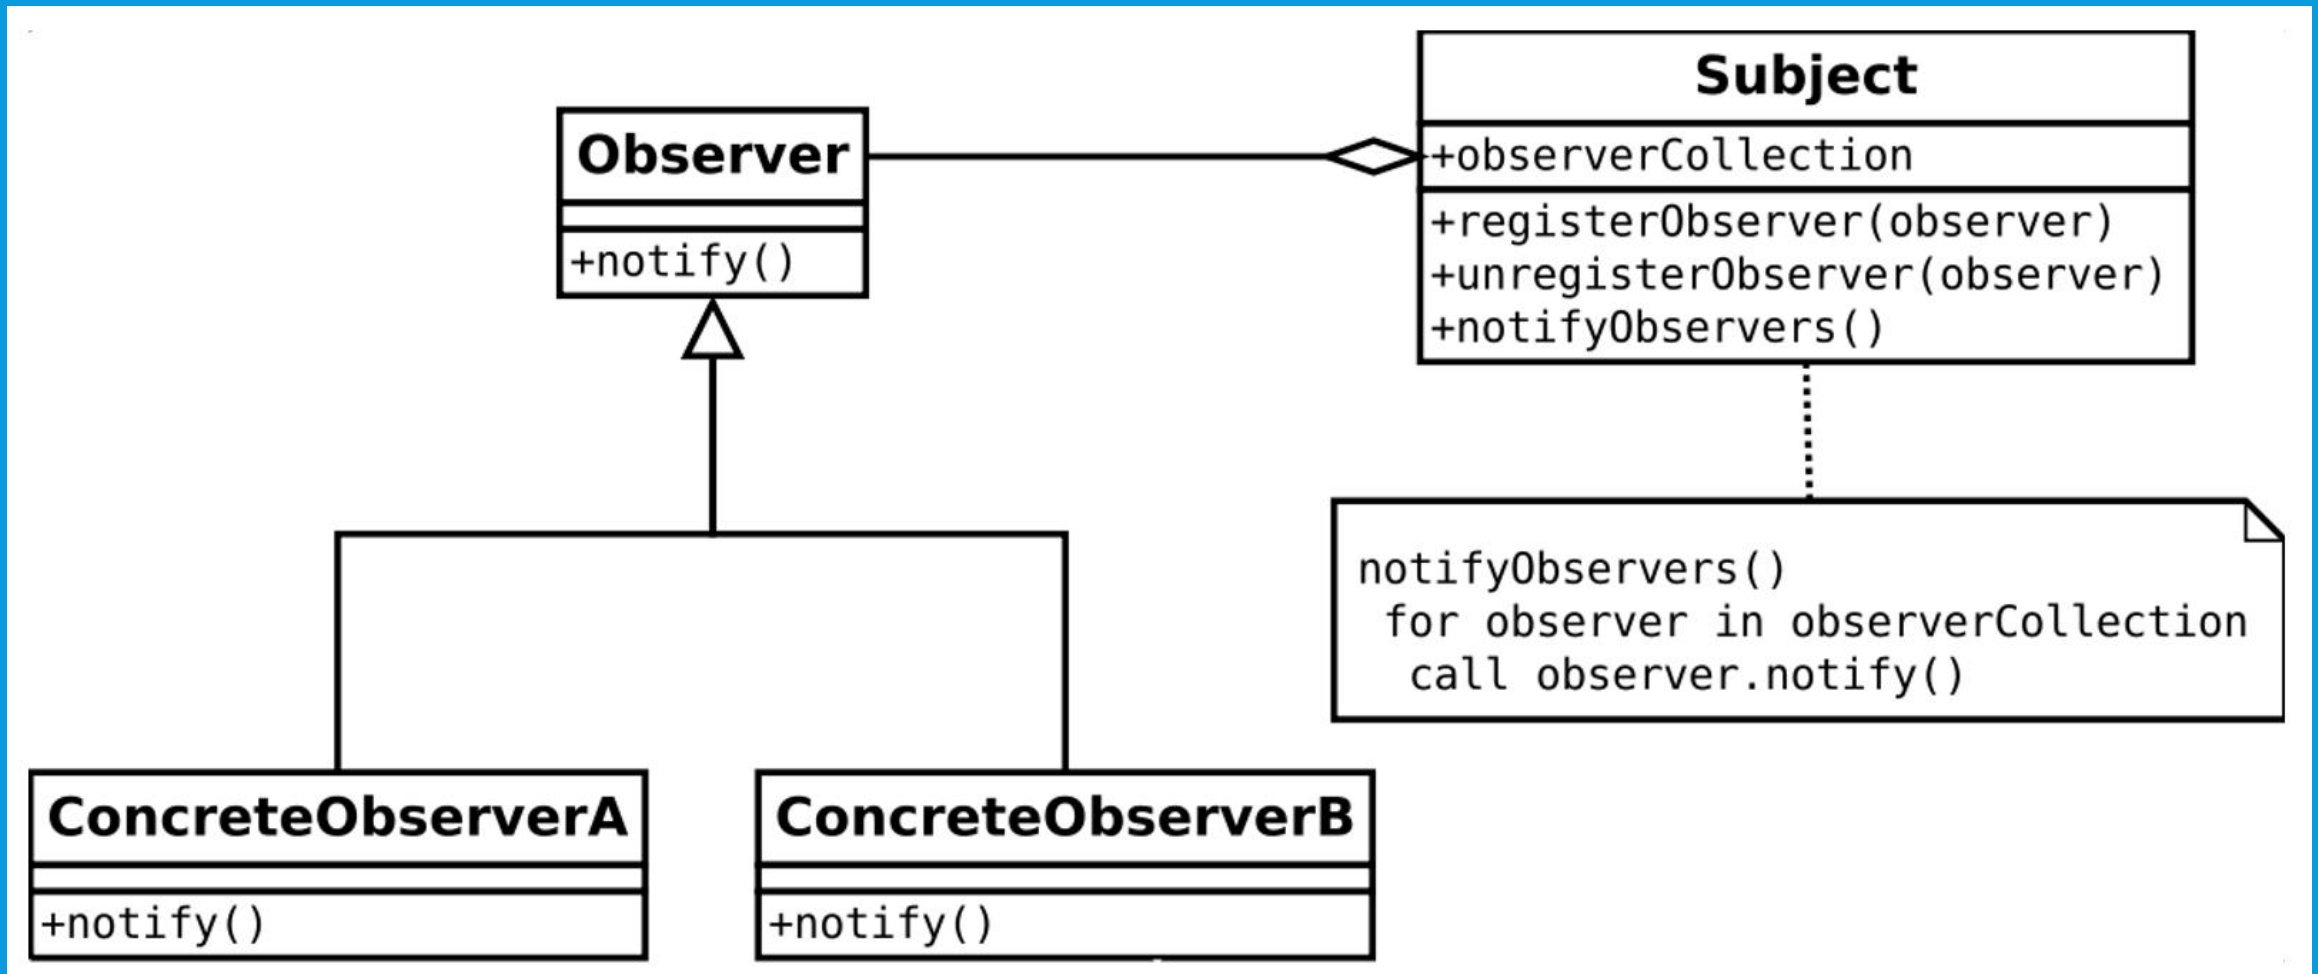 Observer
+notify()
Subject
+observerCollection
+registerObserver(observer)
+unregisterObserver(observer)
+notifyObservers()
notifyObservers()
for observer in observerCollection
call observer.notify()
ConcreteObserverA
+notify()
ConcreteObserverB
+notify()